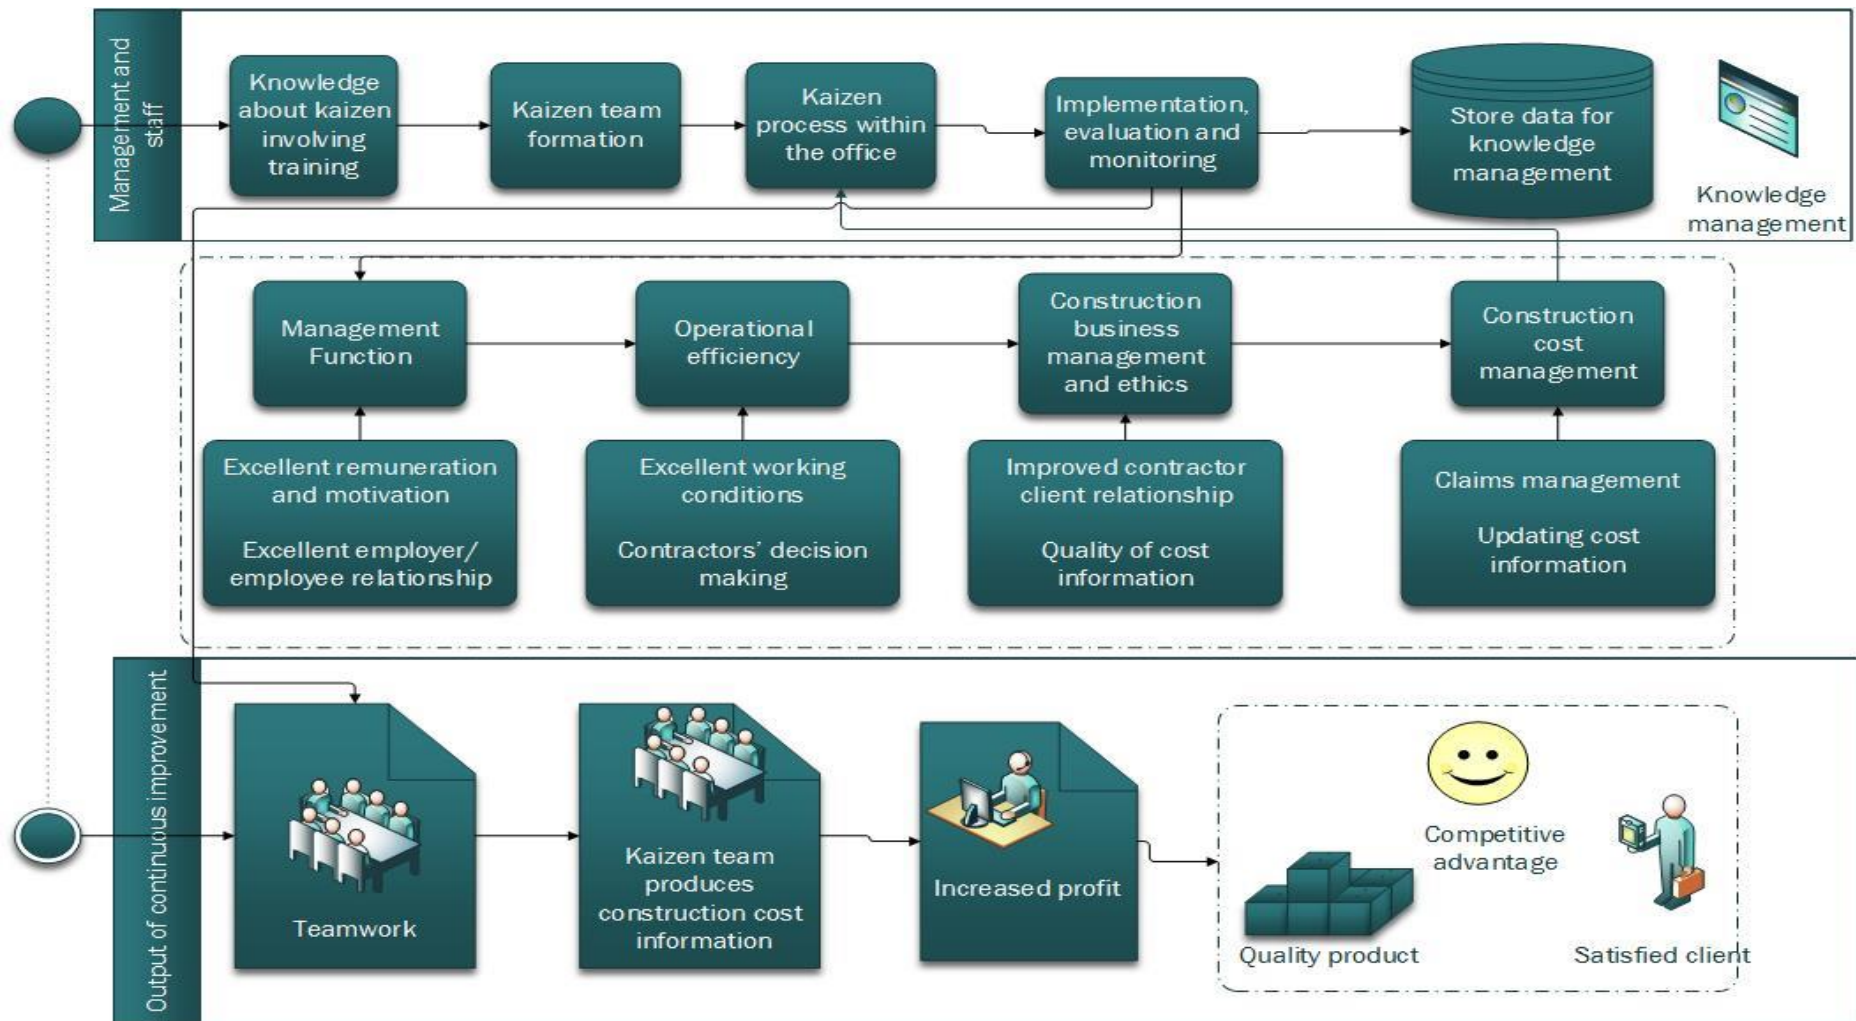 Management and
staff
Knowledge
about kaizen
involving
training
Kaizen team
formation
Kaizen
process within
the office
Implementation,
evaluation and
monitoring
Store data for
knowledge
management
Knowledge
management
Management
Function
Operational
efficiency
Construction
business
management
and ethics
Construction
cost
management
Excellent remuneration
and motivation
Excellent employer/
employee relationship
Excellent working
conditions
Contractors’ decision
making
Improved contractor
client relationship
Quality of cost
information
Claims management
Updating cost
information
Output of continuous improvement
Teamwork
Kaizen team
produces
construction cost
information
Increased profit
Competitive
advantage
Quality product
Satisfied client